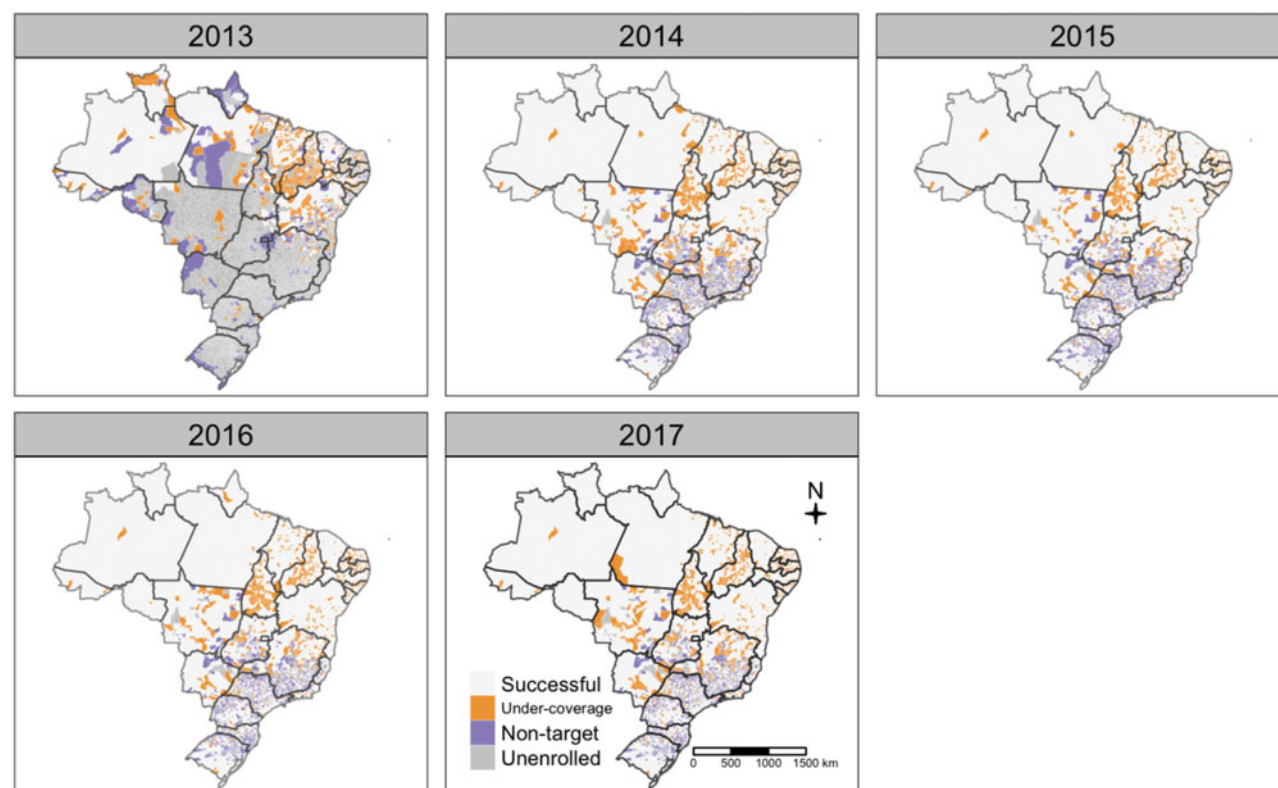 2013
2014
2015
2016
2017
N
Successful
Under-coverage
Non-target
Unenrolled
0 500 1000 1500 km